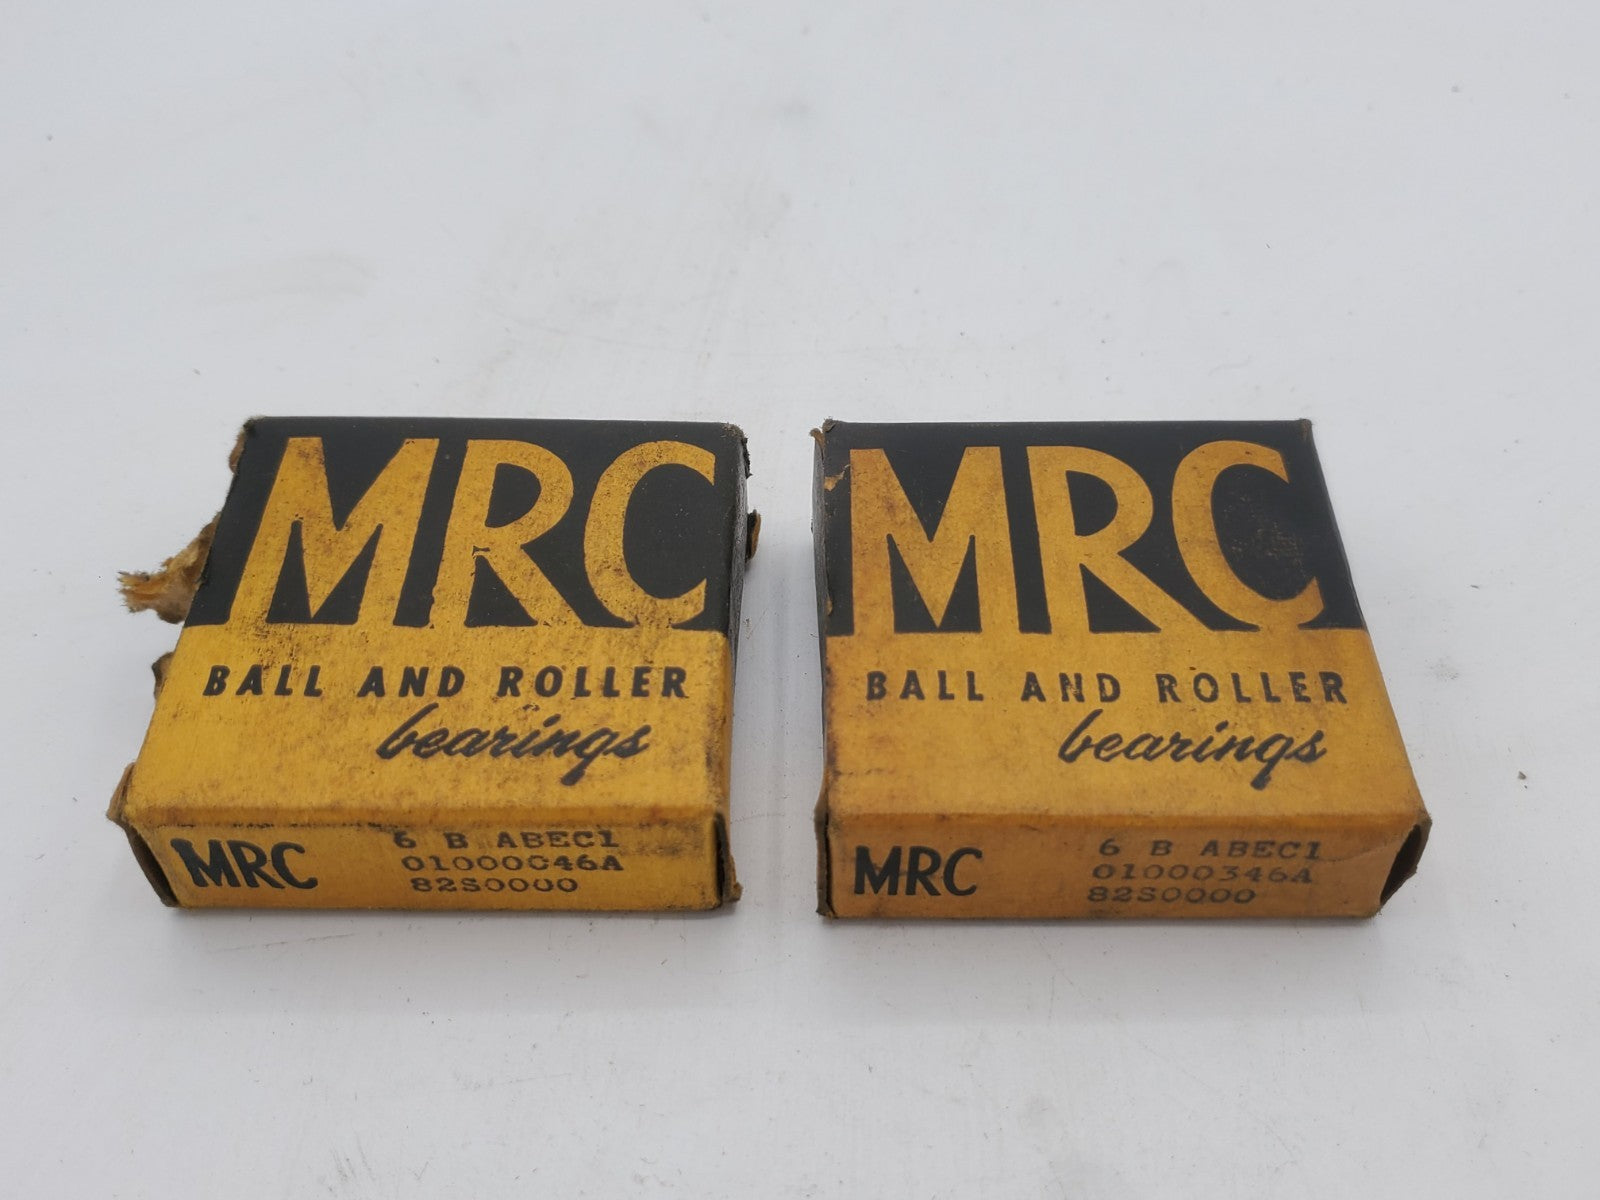 MRC
BALL AND ROLLER
bearings
MRC
6 B ABEC1
01000C46A
82S0000
MRC
BALL AND ROLLER
bearings
MRC
6 B ABEC1
01000346A
82S0000